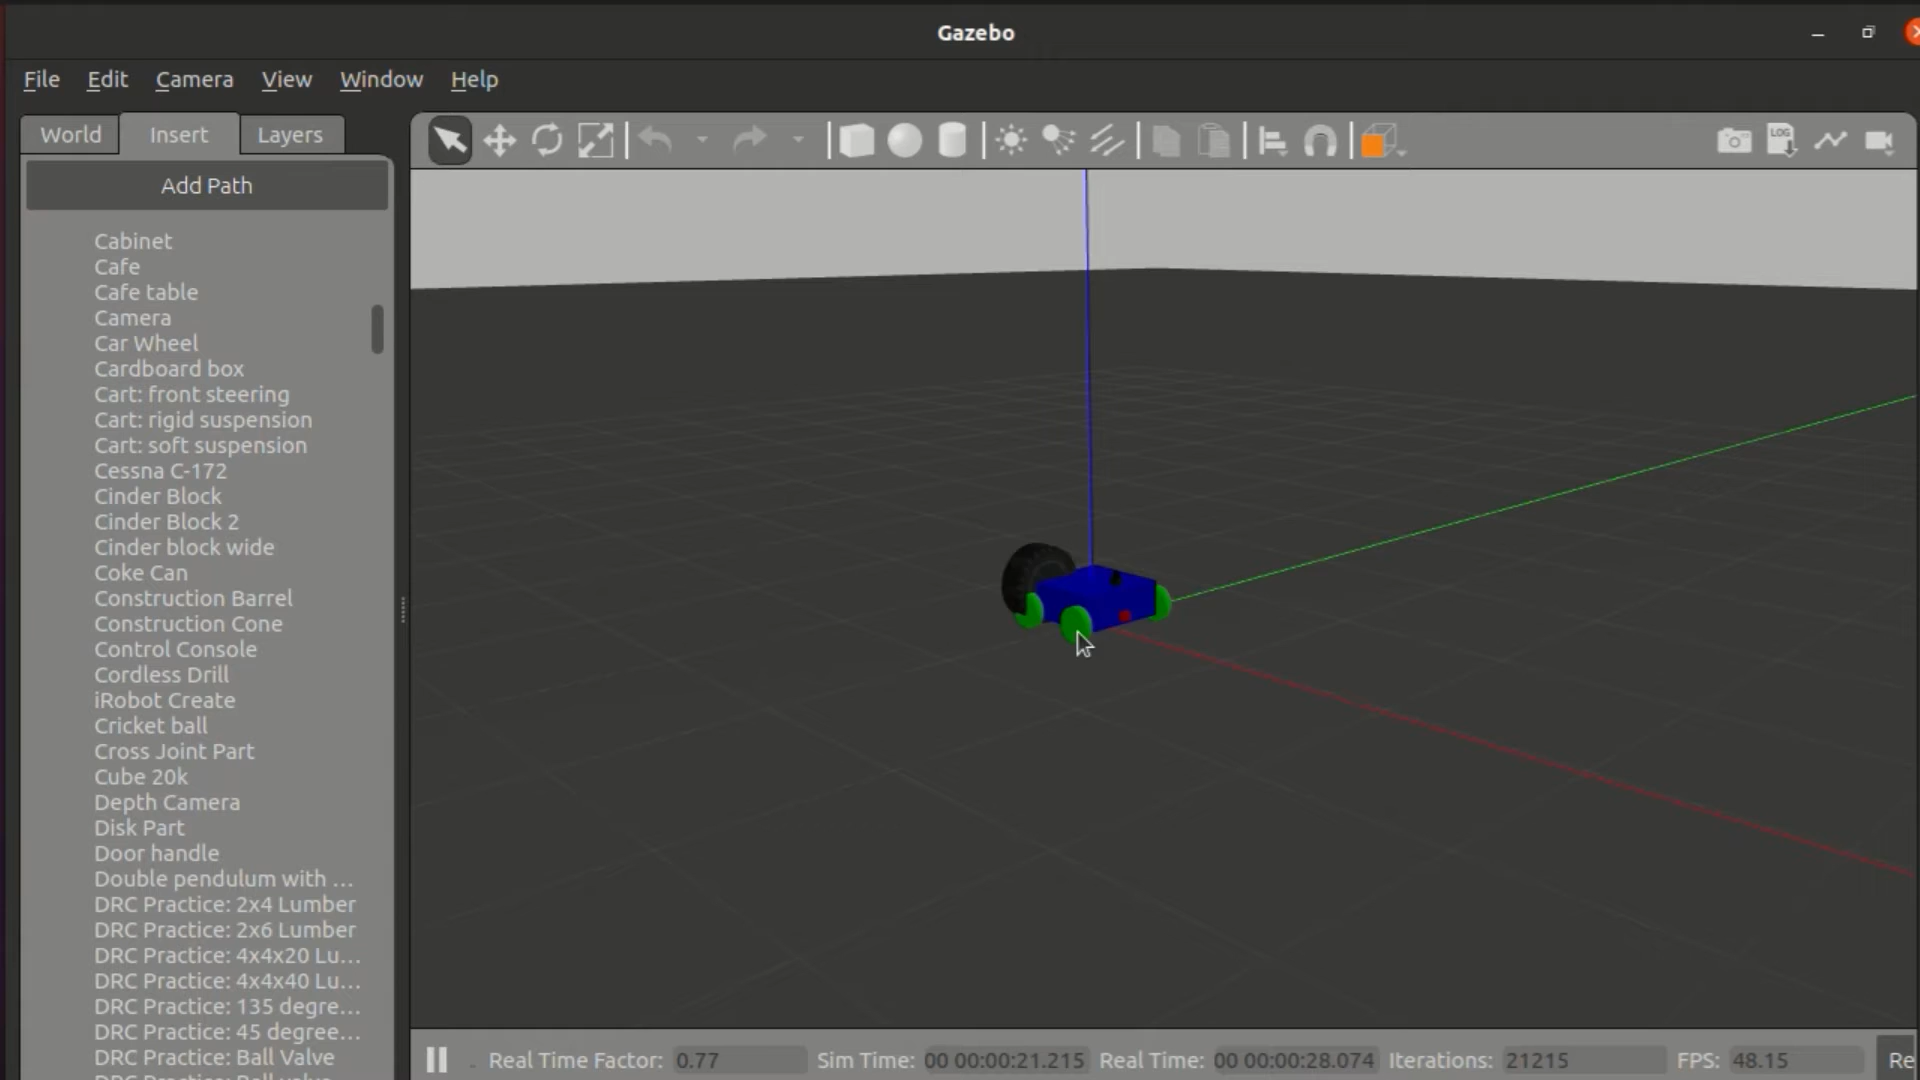 Gazebo
File Edit Camera View Window Help
World Insert Layers
LOG
Add Path
Cabinet
Cafe
Cafe table
Camera
Car Wheel
Cardboard box
Cart: front steering
Cart: rigid suspension
Cart: soft suspension
Cessna C-172
Cinder Block
Cinder Block 2
Cinder block wide
Coke Can
Construction Barrel
Construction Cone
Control Console
Cordless Drill
iRobot Create
Cricket ball
Cross Joint Part
Cube 20k
Depth Camera
Disk Part
Door handle
Double pendulum with ...
DRC Practice: 2x4 Lumber
DRC Practice: 2x6 Lumber
DRC Practice: 4x4x20 Lu...
DRC Practice: 4x4x40 Lu...
DRC Practice: 135 degre...
DRC Practice: 45 degree...
DRC Practice: Ball Valve
Real Time Factor: 0.77 Sim Time: 00 00:00:21.215 Real Time: 00 00:00:28.074 Iterations: 21215 FPS: 48.15 Re